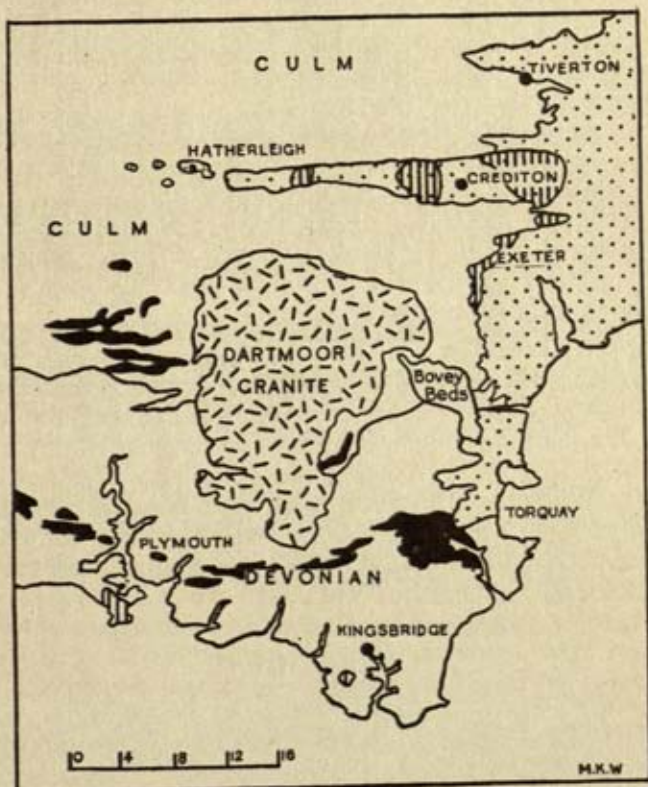 CULM
TIVERTON
HATHERLEIGH
CREDITON
CULM
EXETER
DARTMOOR
GRANITE
Bovey
Beds
TORQUAY
PLYMOUTH
DEVONIAN
KINGSBRIDGE
0 4 8 12 16
M.K.W